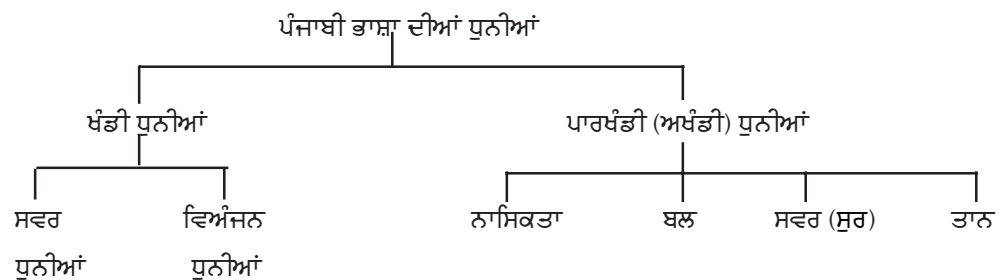 ਪੰਜਾਬੀ ਭਾਸ਼ਾ ਦੀਆਂ ਧੁਨੀਆਂ
ਖੰਡੀ ਧੁਨੀਆਂ
ਪਾਰਖੰਡੀ (ਅਖੰਡੀ) ਧੁਨੀਆਂ
ਸਵਰ
ਧੁਨੀਆਂ
ਵਿਅੰਜਨ
ਧੁਨੀਆਂ
ਨਾਸਿਕਤਾ
ਬਲ
ਸਵਰ (ਸੁਰ)
ਤਾਨ